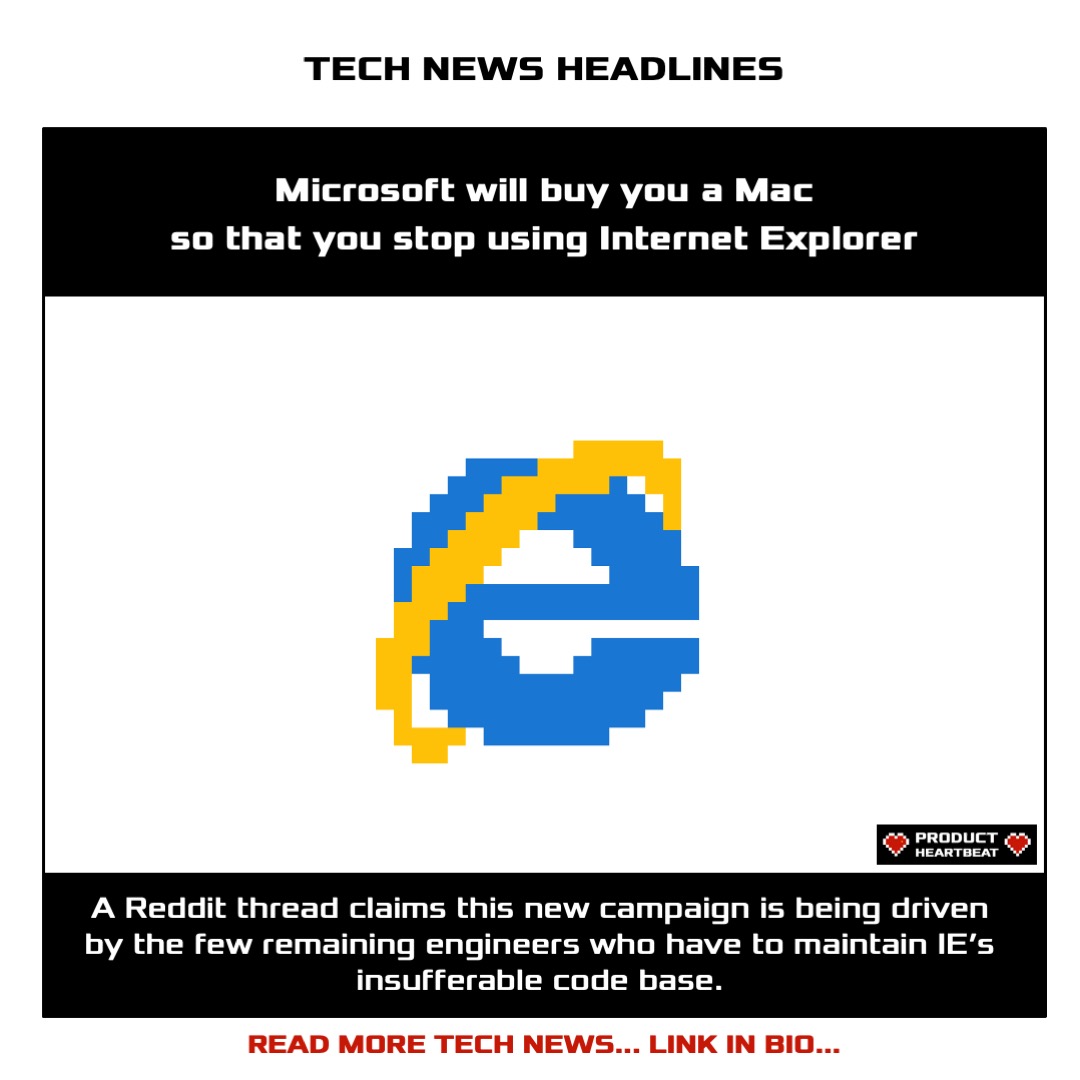 TECH NEWS HEADLINES
Microsoft will buy you a Mac
so that you stop using Internet Explorer
PRODUCT
HEARTBEAT
A Reddit thread claims this new campaign is being driven
by the few remaining engineers who have to maintain IE’s
insufferable code base.
READ MORE TECH NEWS... LINK IN BIO...